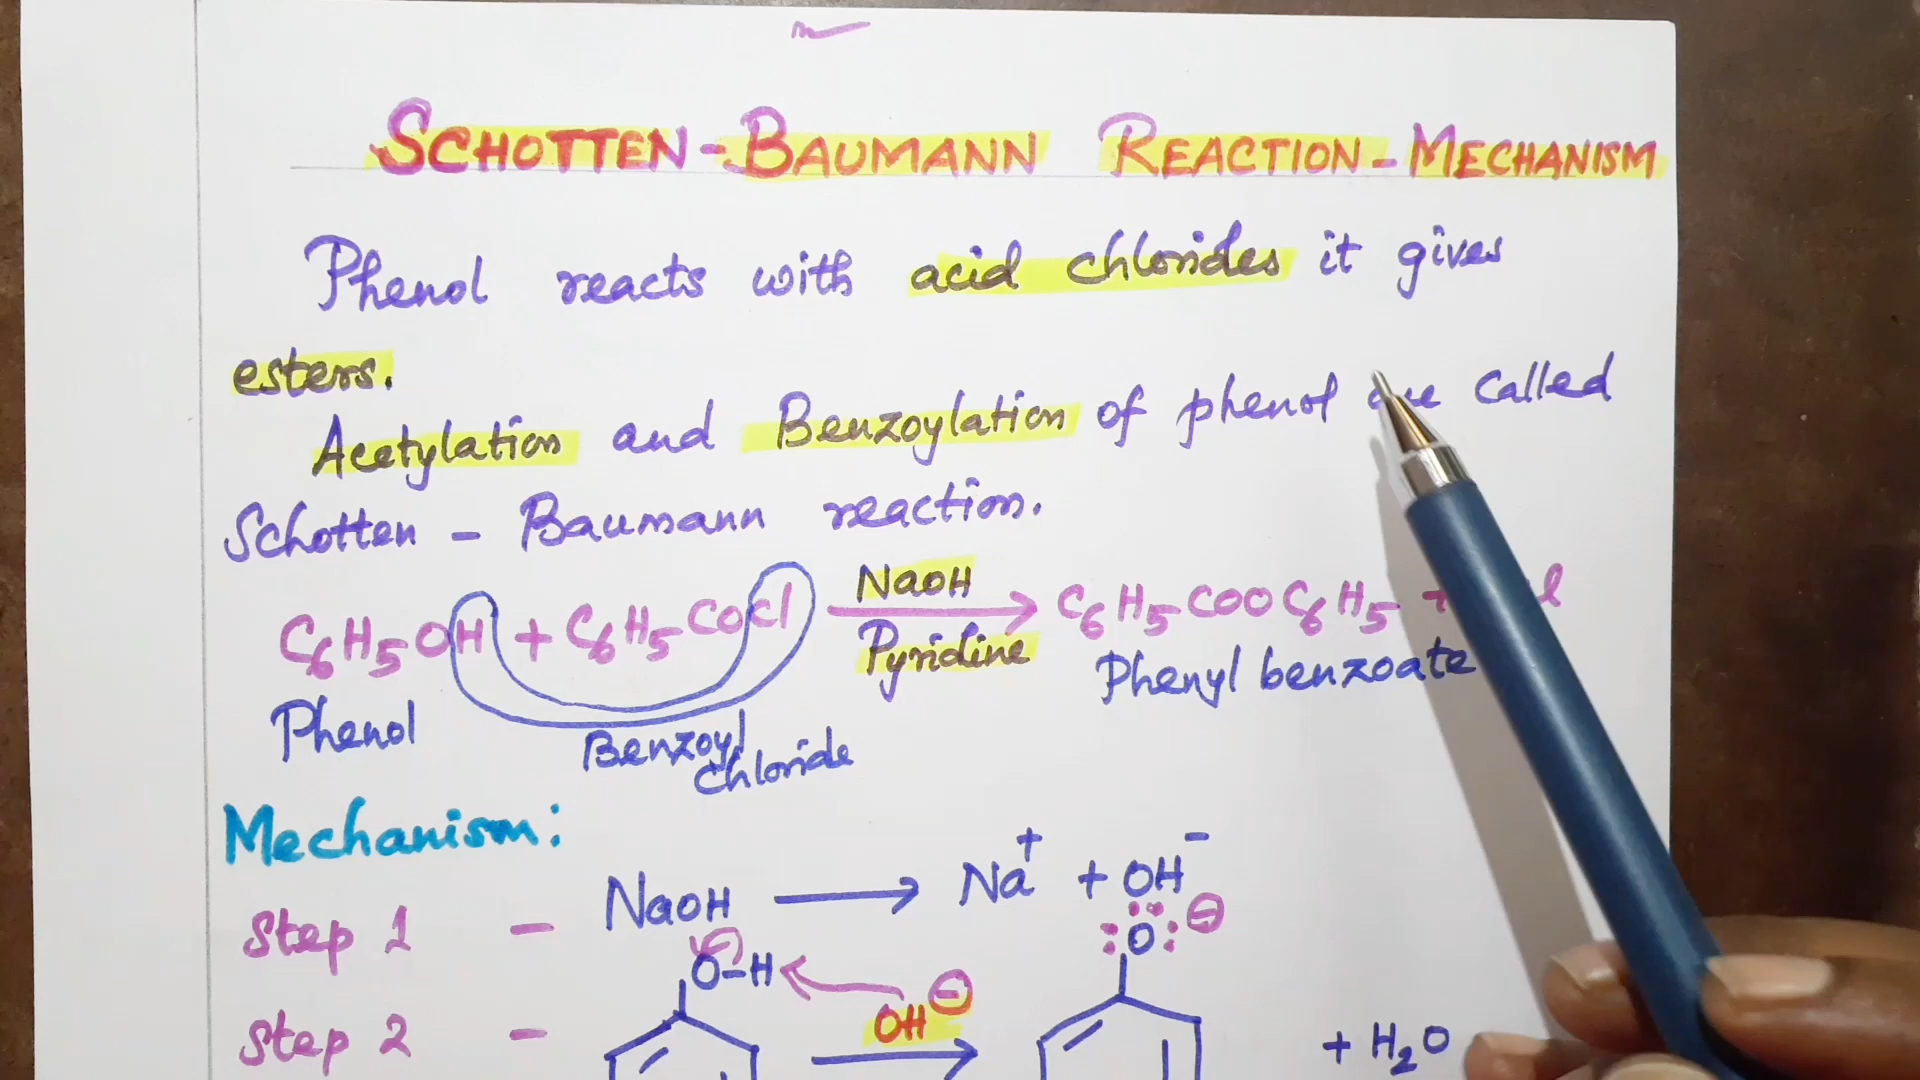 SCHOTTEN-BAUMANN REACTION-MECHANISM
Phenol reacts with acid chlorides it gives
esters.
Acetylation and Benzoylation of phenol are called
Schotten - Baumann reaction.
NaOH
C6H5OH + C6H5COCl → C6H5COOC6H5 +
Pyridine
Phenol Benzoyl chloride Phenyl benzoate
Mechanism:
Step 1 - NaOH → Na+ + OH-
O-H OH⊖ :O:⊖
Step 2 - → + H2O